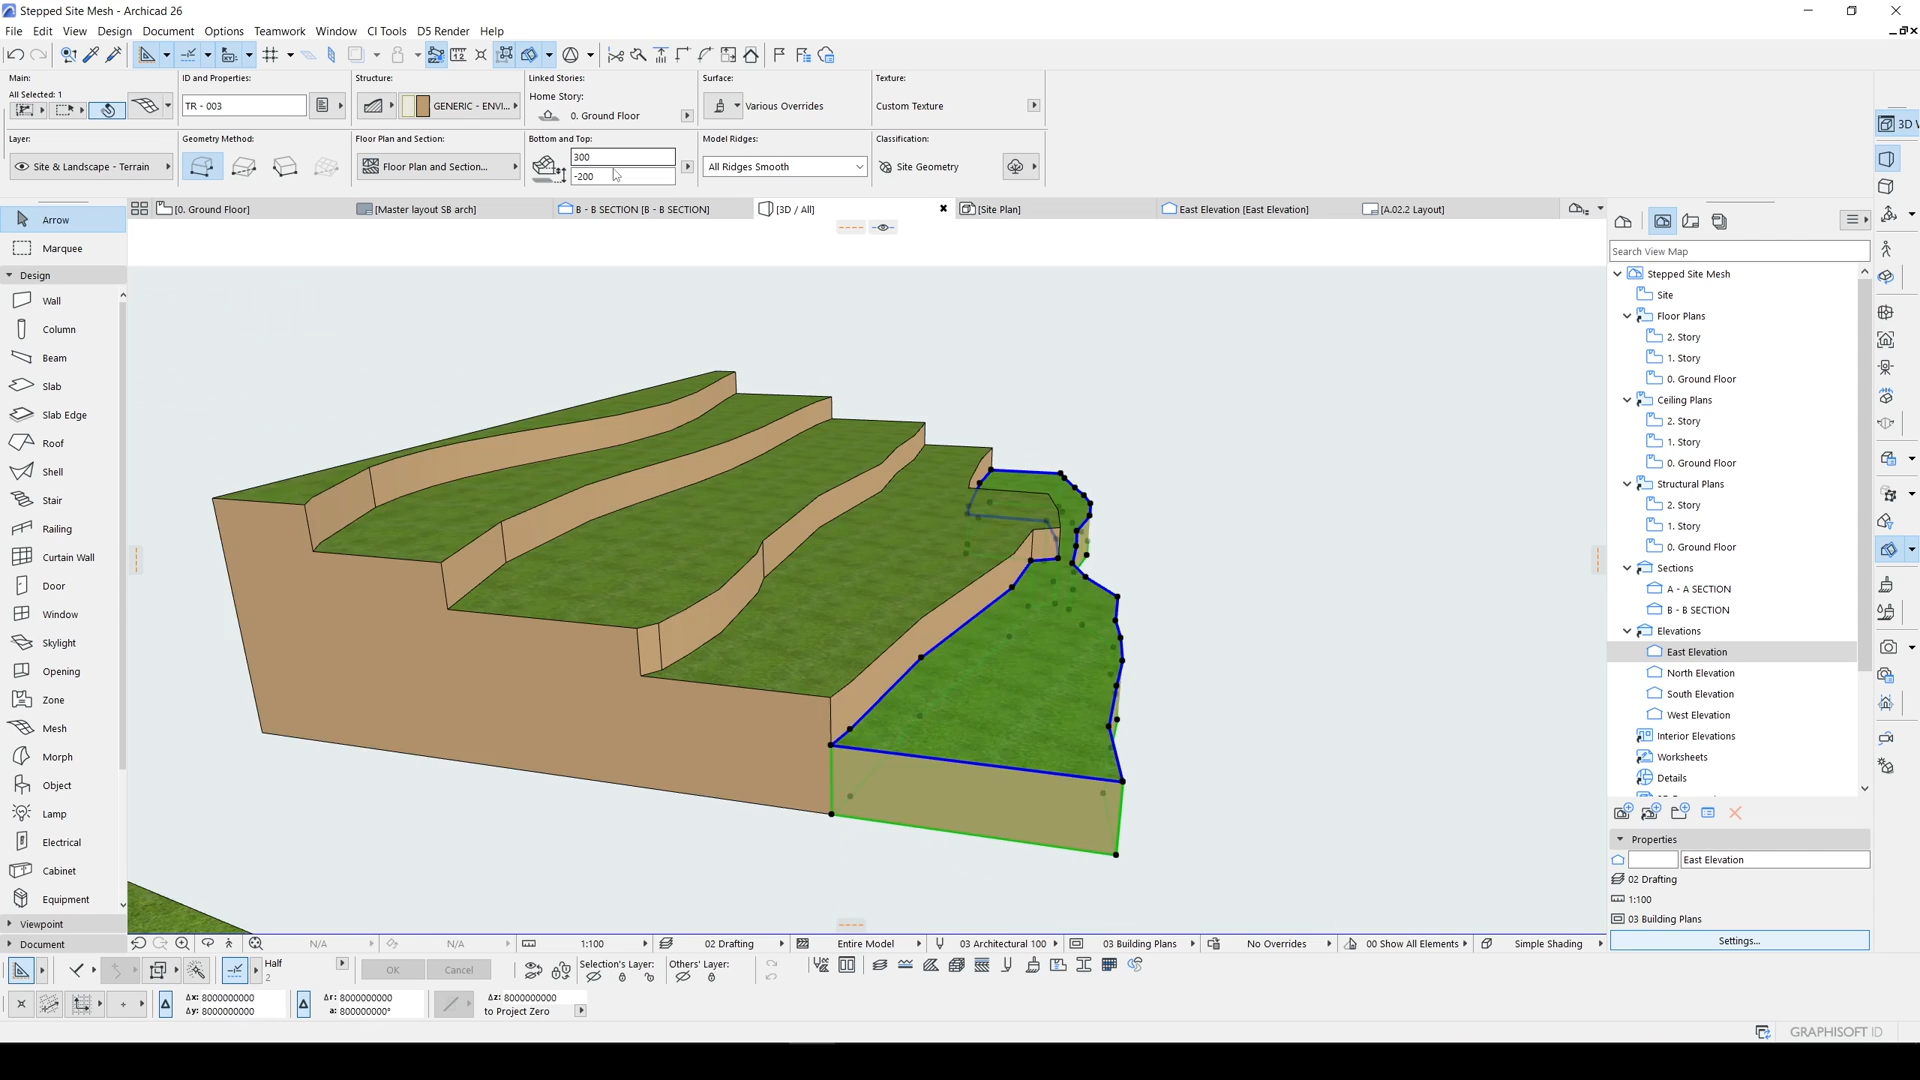 Stepped Site Mesh - Archicad 26
File Edit View Design Document Options Teamwork Window CI Tools D5 Render Help
Main: ID and Properties: Structure: Linked Stories: Surface: Texture:
All Selected: 1 TR - 003 GENERIC - ENVI... Home Story: 0. Ground Floor Various Overrides Custom Texture
Layer: Geometry Method: Floor Plan and Section: Bottom and Top: Model Ridges: Classification:
Site & Landscape - Terrain Floor Plan and Section... 300 All Ridges Smooth Site Geometry
-200
[0. Ground Floor] [Master layout SB arch] B - B SECTION [B - B SECTION] [3D / All] [Site Plan] East Elevation [East Elevation] [A.02.2 Layout]
3D
Arrow
Marquee
Design
Wall
Column
Beam
Slab
Slab Edge
Roof
Shell
Stair
Railing
Curtain Wall
Door
Window
Skylight
Opening
Zone
Mesh
Morph
Object
Lamp
Electrical
Cabinet
Equipment
Viewpoint
Document
Search View Map
Stepped Site Mesh
Site
Floor Plans
2. Story
1. Story
0. Ground Floor
Ceiling Plans
2. Story
1. Story
0. Ground Floor
Structural Plans
2. Story
1. Story
0. Ground Floor
Sections
A - A SECTION
B - B SECTION
Elevations
East Elevation
North Elevation
South Elevation
West Elevation
Interior Elevations
Worksheets
Details
Properties
East Elevation
02 Drafting
1:100
03 Building Plans
Settings...
N/A N/A 1:100 02 Drafting Entire Model 03 Architectural 100 03 Building Plans No Overrides 00 Show All Elements Simple Shading
Half
2
OK Cancel Selection's Layer: Others' Layer:
Δx: 8000000000 Δr: 8000000000 Δz: 8000000000
Δy: 8000000000 a: 800000000° to Project Zero
GRAPHISOFT ID